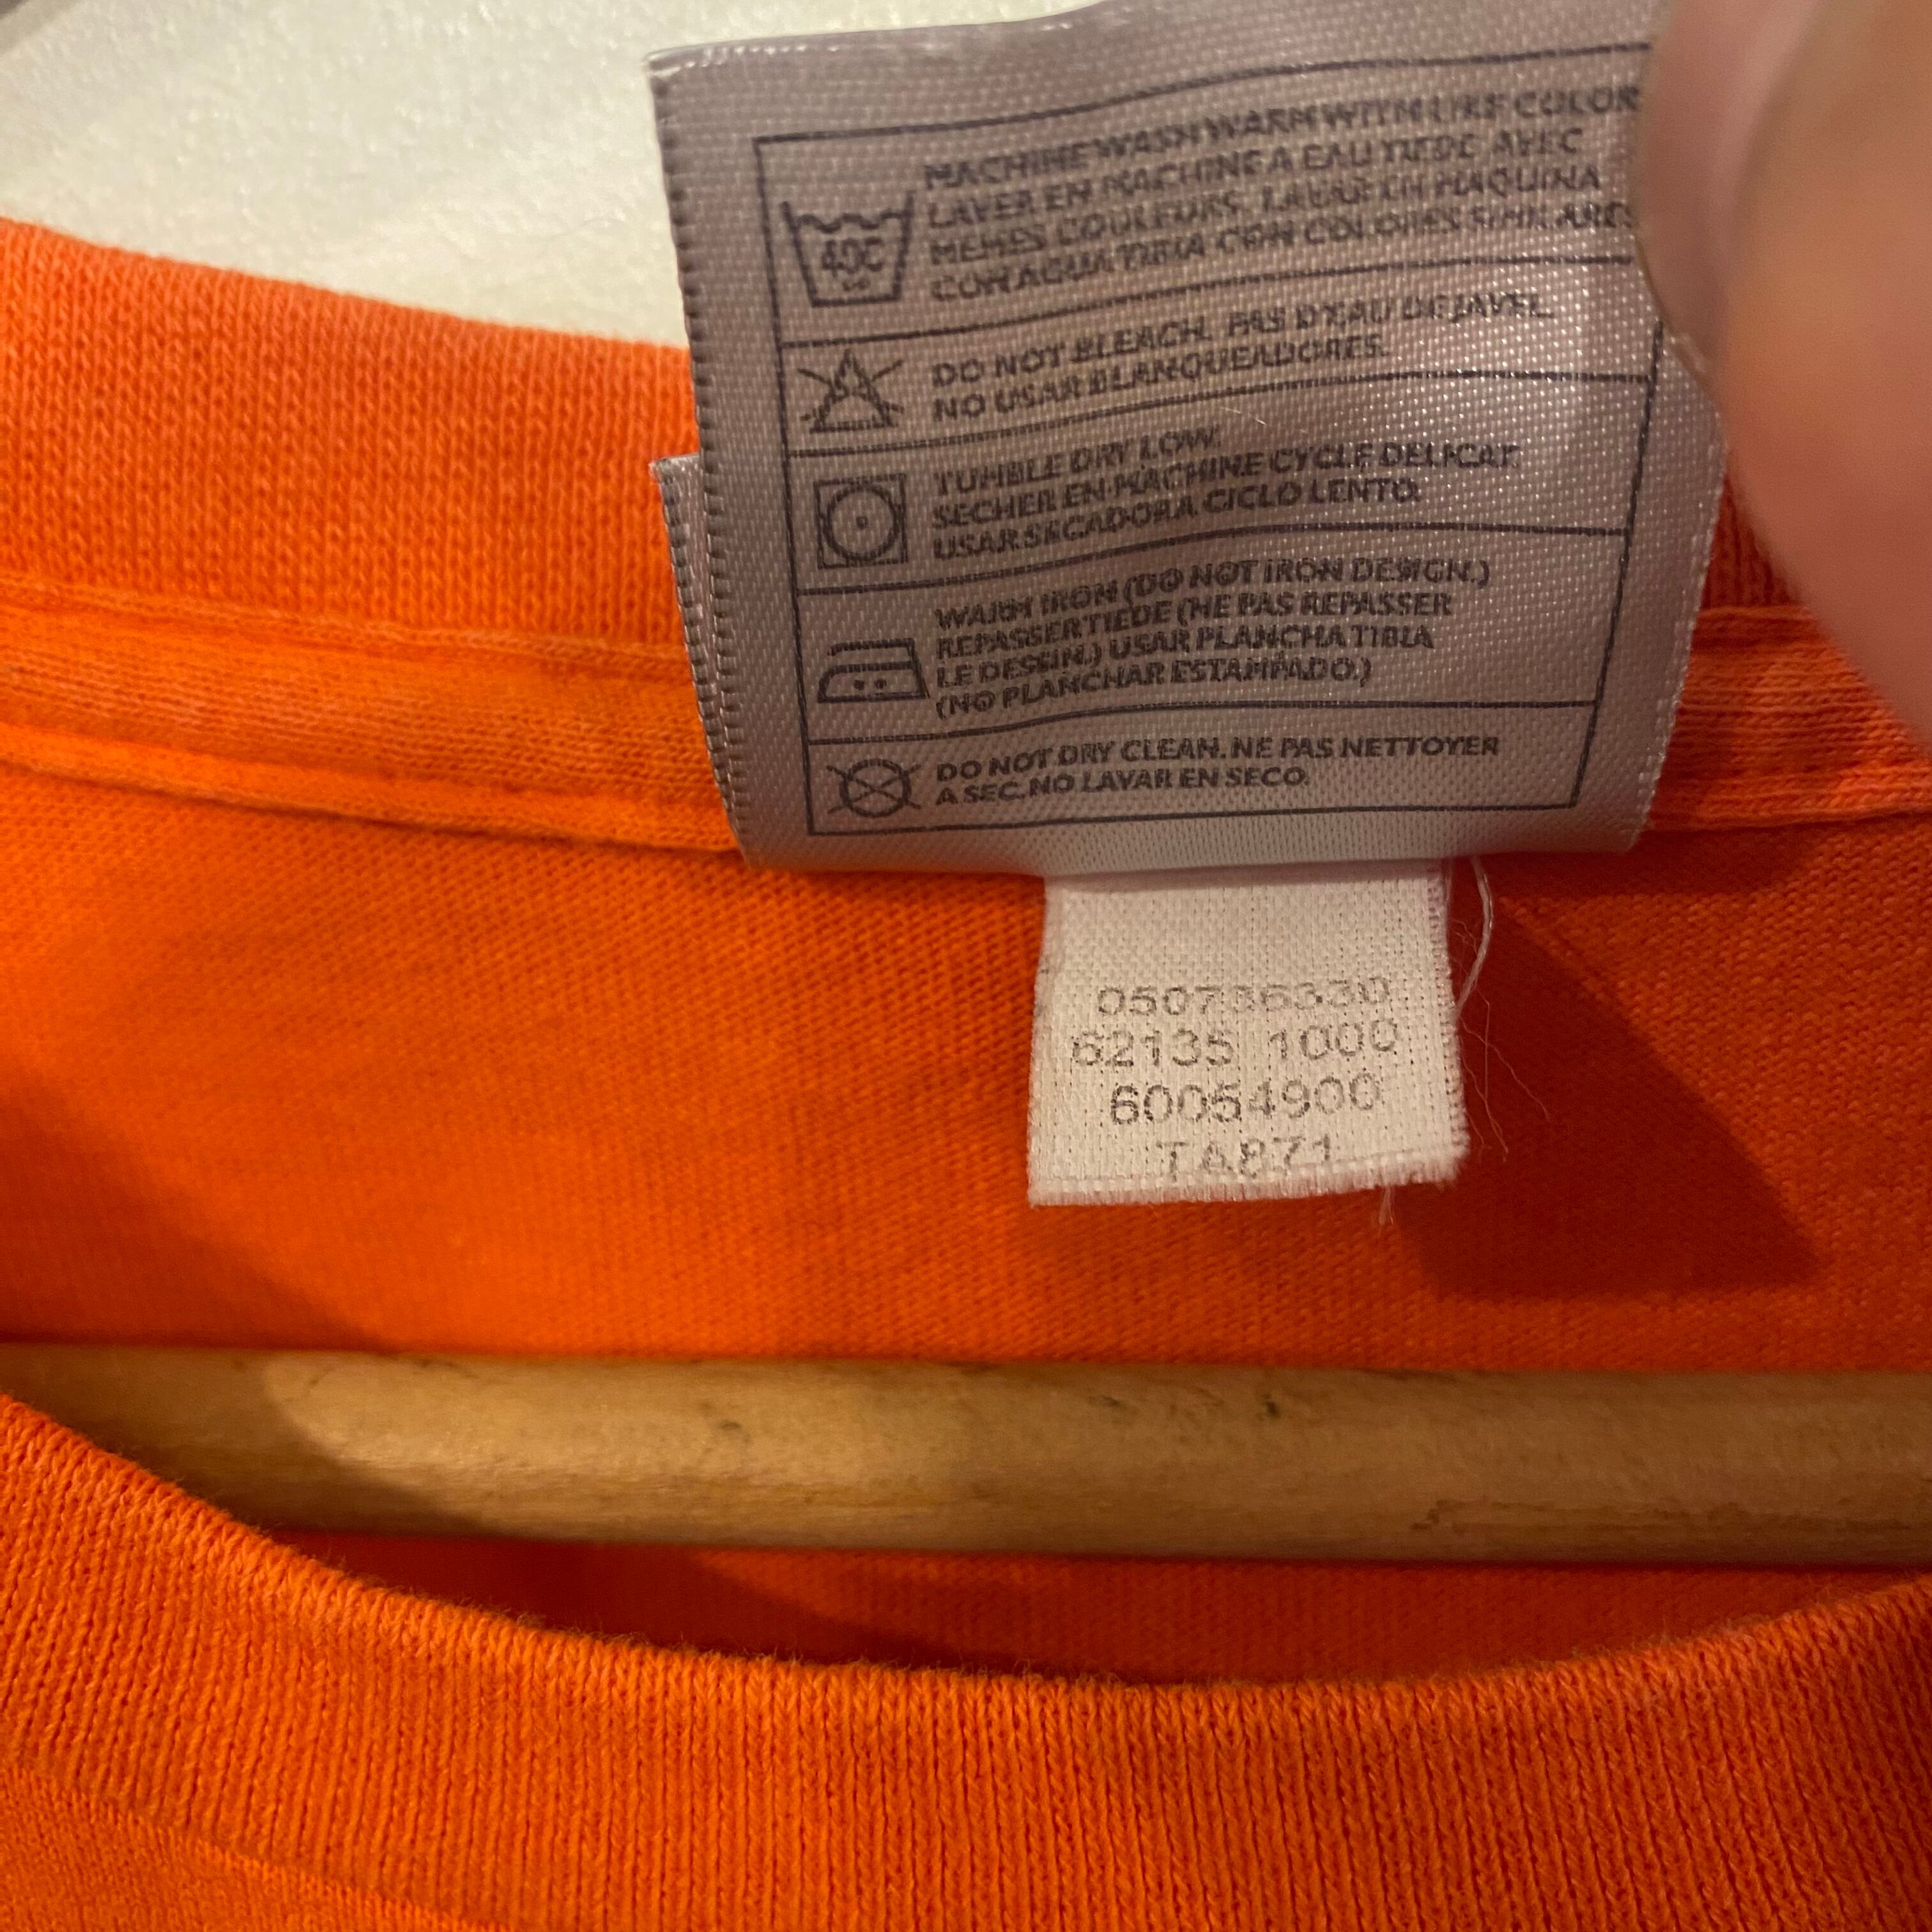 MACHINE WASH WARM WITH LIKE COLOR
LAVER EN MACHINE A EAU TIEDE AVEC
MEMES COULEURS. LAVAR EN MAQUINA
CON AGUA TIBIA CON COLORES SIMILARES
40C
DO NOT BLEACH. PAS D'EAU DE JAVEL.
NO USAR BLANQUEADORES.
TUMBLE DRY LOW.
SECHER EN MACHINE CYCLE DELICAT.
USAR SECADORA CICLO LENTO.
WARM IRON (DO NOT IRON DESIGN.)
REPASSER TIEDE (NE PAS REPASSER
LE DESSIN.) USAR PLANCHA TIBIA
(NO PLANCHAR ESTAMPADO.)
DO NOT DRY CLEAN. NE PAS NETTOYER
A SEC. NO LAVAR EN SECO.
050786330
62135 1000
60054900
TA871